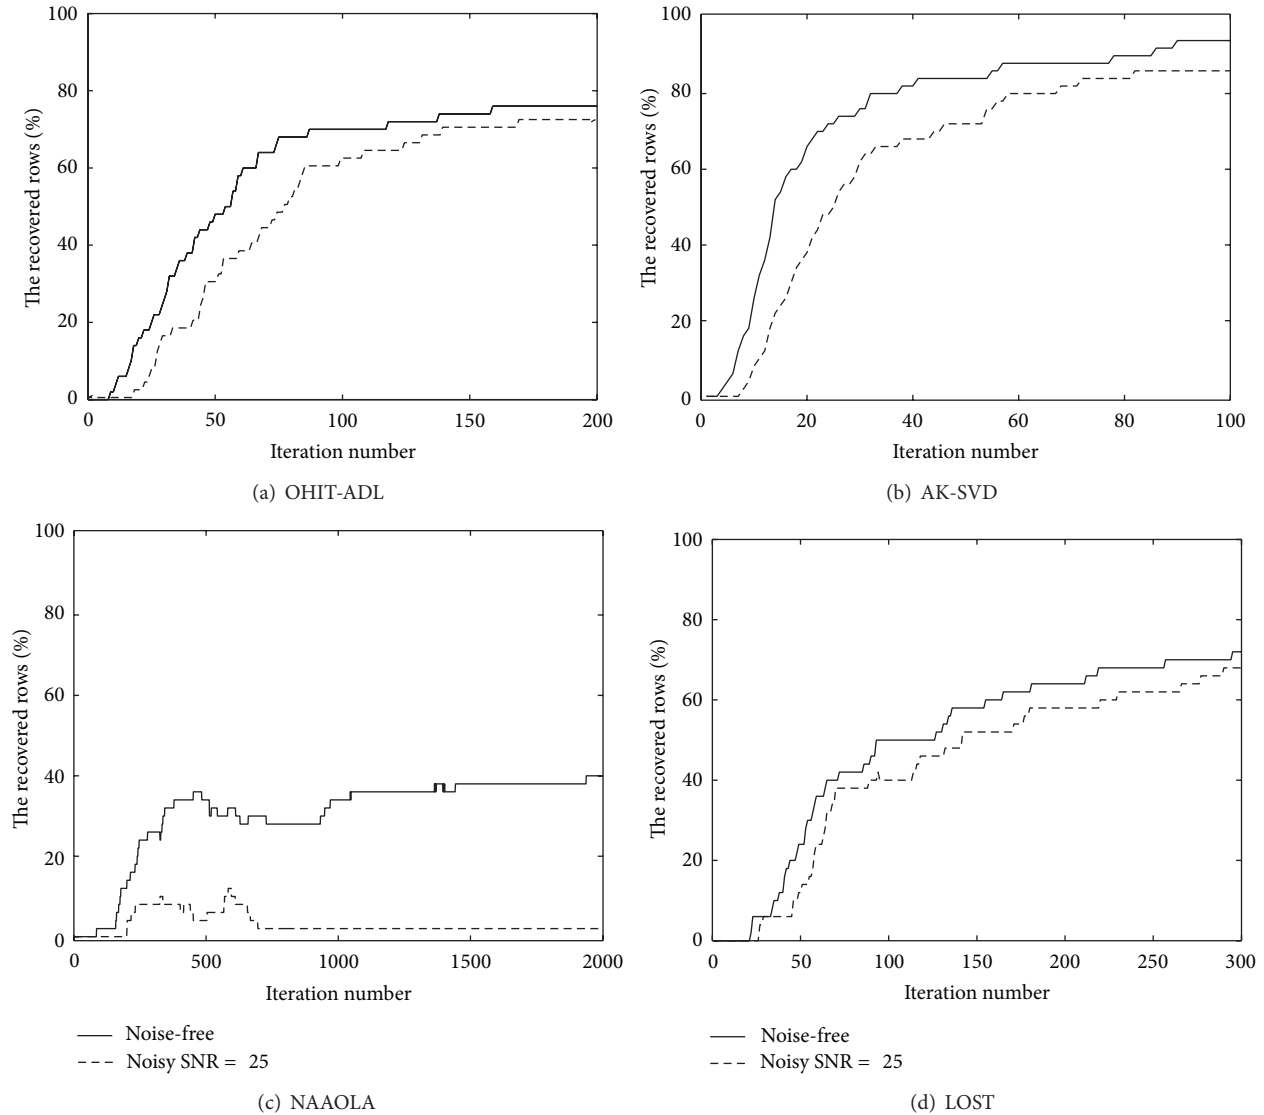 The recovered rows (%)
100
80
60
40
20
0
0 50 100 150 200
Iteration number
(a) OHIT-ADL
The recovered rows (%)
100
80
60
40
20
0
0 20 40 60 80 100
Iteration number
(b) AK-SVD
The recovered rows (%)
100
80
60
40
20
0
0 500 1000 1500 2000
Iteration number
Noise-free
Noisy SNR = 25
(c) NAAOLA
The recovered rows (%)
100
80
60
40
20
0
0 50 100 150 200 250 300
Iteration number
Noise-free
Noisy SNR = 25
(d) LOST